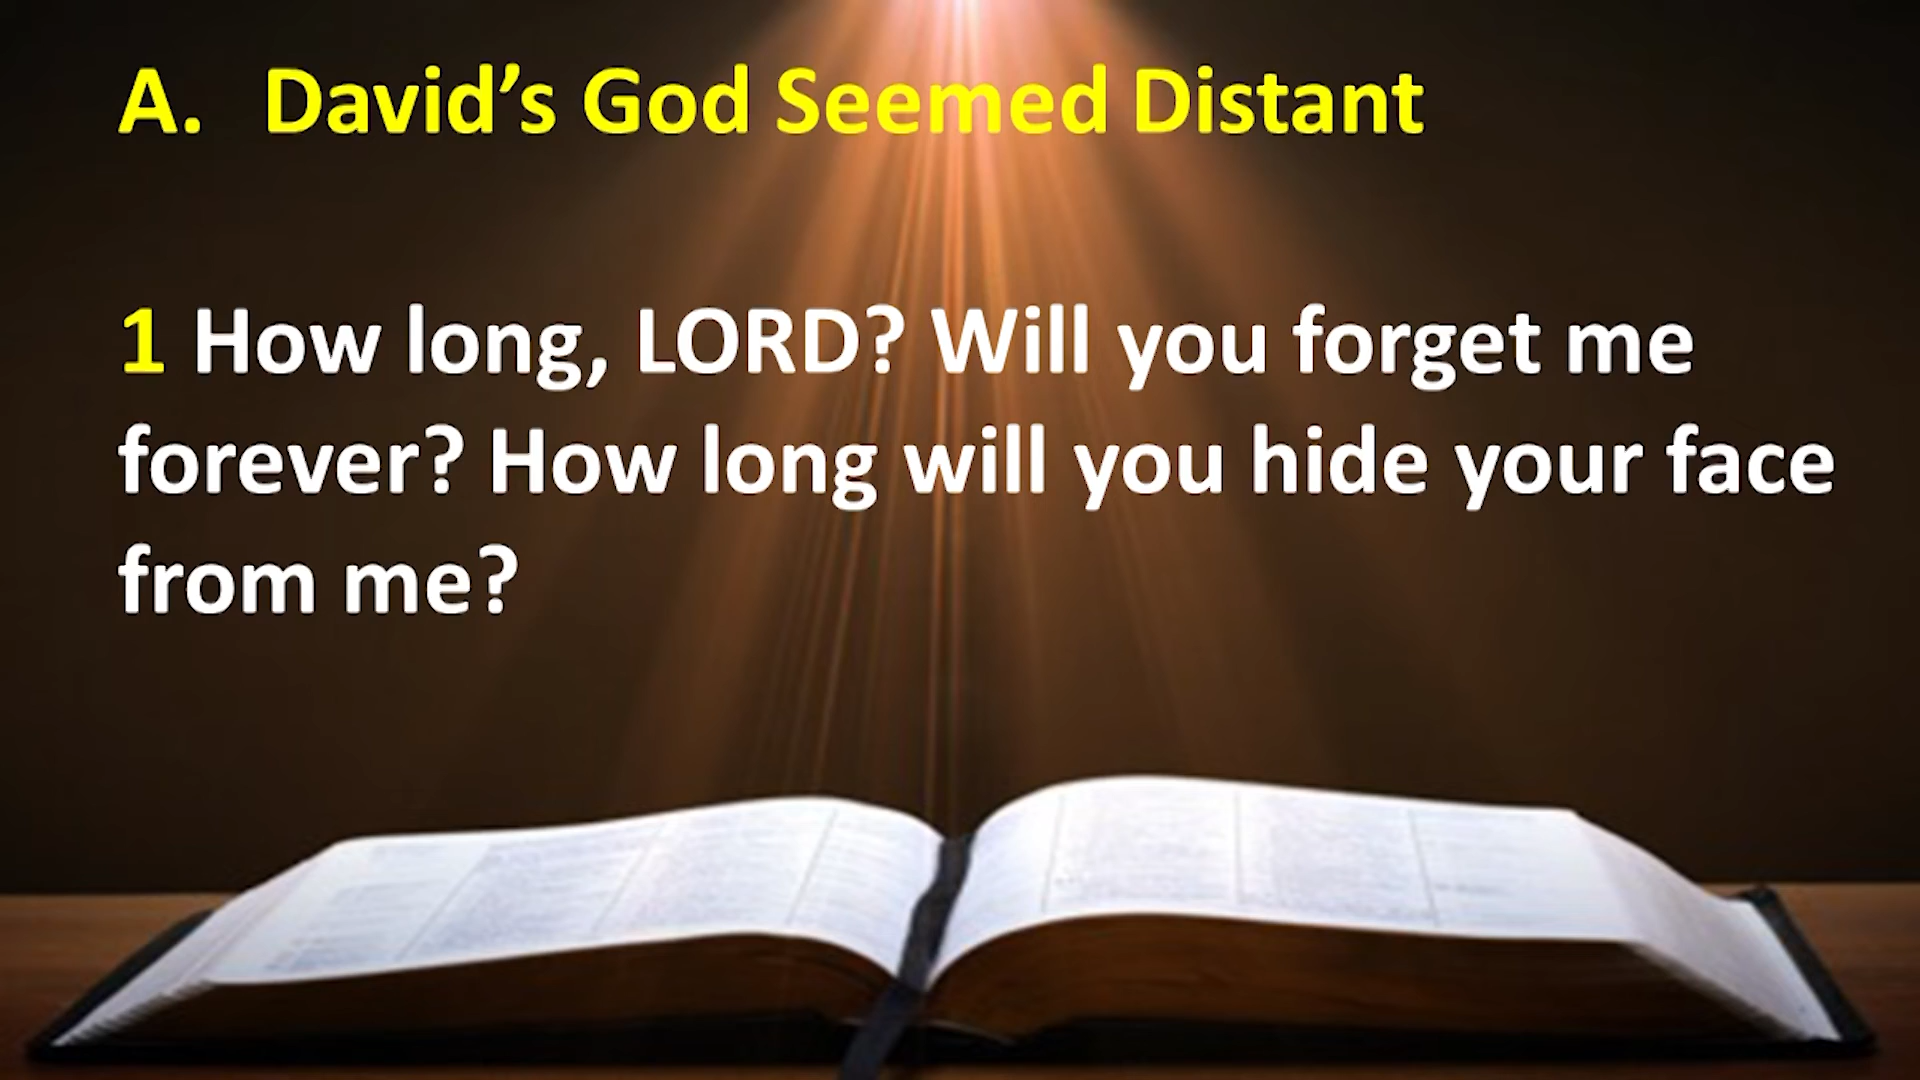 A. David’s God Seemed Distant
1 How long, LORD? Will you forget me
forever? How long will you hide your face
from me?